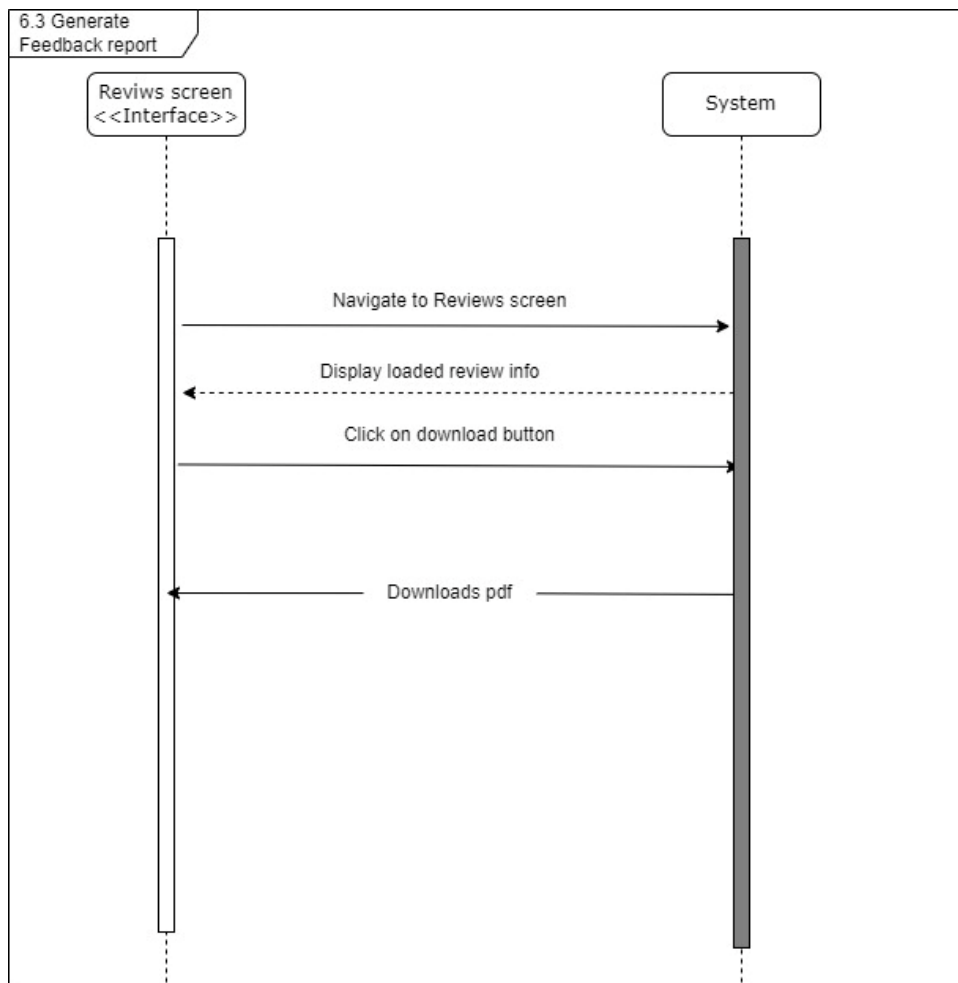 6.3 Generate
Feedback report
Reviws screen
<<Interface>>
System
Navigate to Reviews screen
Display loaded review info
Click on download button
Downloads pdf